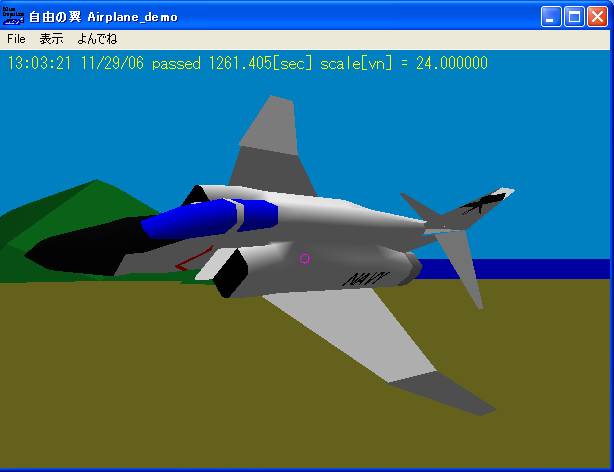 自由の翼 Airplane_demo
File 表示 よんでね
13:03:21 11/29/06 passed 1261.405[sec] scale[vn] = 24.000000
NAVY